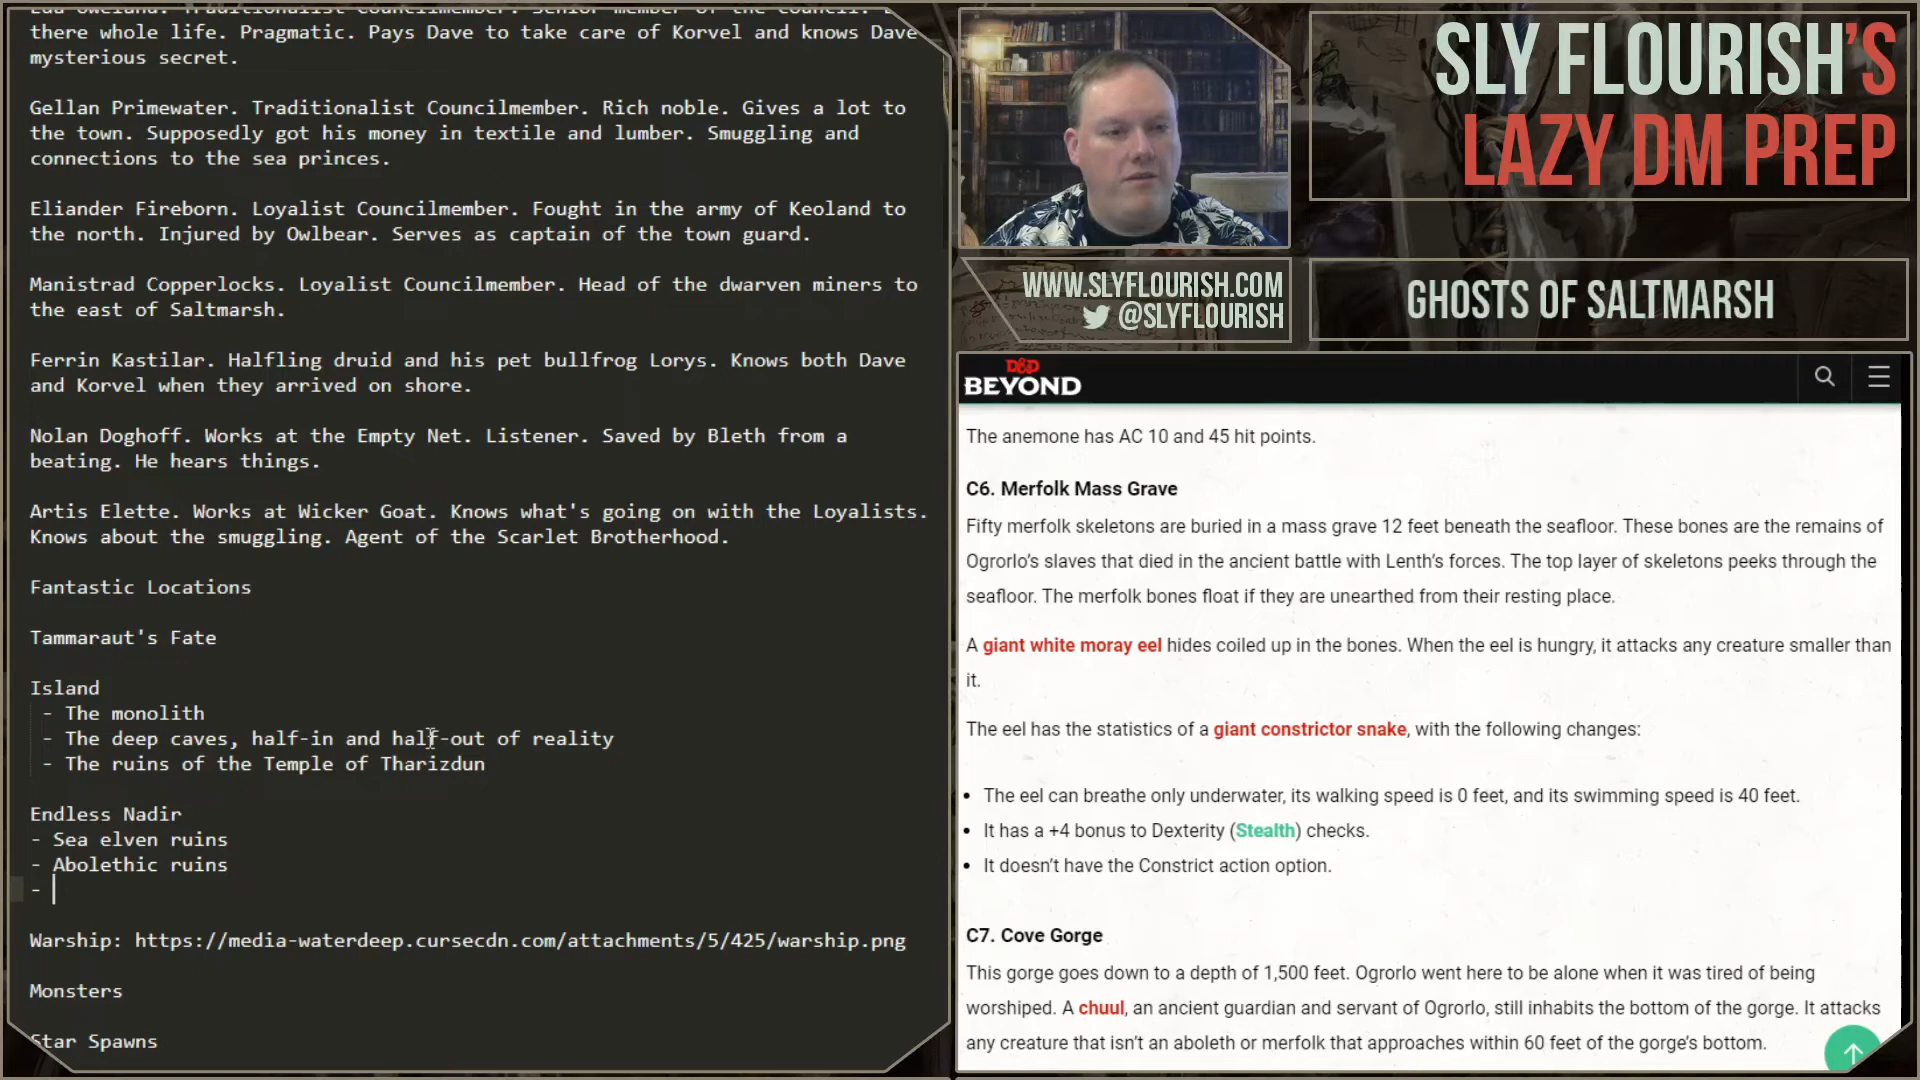 there whole life. Pragmatic. Pays Dave to take care of Korvel and knows Dave
mysterious secret.
Gellan Primewater. Traditionalist Councilmember. Rich noble. Gives a lot to
the town. Supposedly got his money in textile and lumber. Smuggling and
connections to the sea princes.
Eliander Fireborn. Loyalist Councilmember. Fought in the army of Keoland to
the north. Injured by Owlbear. Serves as captain of the town guard.
Manistrad Copperlocks. Loyalist Councilmember. Head of the dwarven miners to
the east of Saltmarsh.
Ferrin Kastilar. Halfling druid and his pet bullfrog Lorys. Knows both Dave
and Korvel when they arrived on shore.
Nolan Doghoff. Works at the Empty Net. Listener. Saved by Bleth from a
beating. He hears things.
Artis Elette. Works at Wicker Goat. Knows what's going on with the Loyalists.
Knows about the smuggling. Agent of the Scarlet Brotherhood.
Fantastic Locations
Tammaraut's Fate
Island
- The monolith
- The deep caves, half-in and half-out of reality
- The ruins of the Temple of Tharizdun
Endless Nadir
- Sea elven ruins
- Abolethic ruins
-
Warship: https://media-waterdeep.cursecdn.com/attachments/5/425/warship.png
Monsters
Star Spawns
WWW.SLYFLOURISH.COM
@SLYFLOURISH
SLY FLOURISH'S
LAZY DM PREP
GHOSTS OF SALTMARSH
D&D
BEYOND
The anemone has AC 10 and 45 hit points.
C6. Merfolk Mass Grave
Fifty merfolk skeletons are buried in a mass grave 12 feet beneath the seafloor. These bones are the remains of
Ogrorlo's slaves that died in the ancient battle with Lenth's forces. The top layer of skeletons peeks through the
seafloor. The merfolk bones float if they are unearthed from their resting place.
A giant white moray eel hides coiled up in the bones. When the eel is hungry, it attacks any creature smaller than
it.
The eel has the statistics of a giant constrictor snake, with the following changes:
• The eel can breathe only underwater, its walking speed is 0 feet, and its swimming speed is 40 feet.
• It has a +4 bonus to Dexterity (Stealth) checks.
• It doesn't have the Constrict action option.
C7. Cove Gorge
This gorge goes down to a depth of 1,500 feet. Ogrorlo went here to be alone when it was tired of being
worshiped. A chuul, an ancient guardian and servant of Ogrorlo, still inhabits the bottom of the gorge. It attacks
any creature that isn't an aboleth or merfolk that approaches within 60 feet of the gorge's bottom.